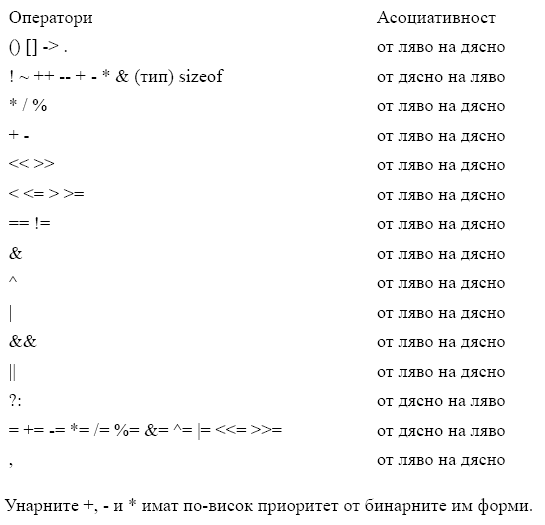 Оператори Асоциативност
() [] -> . от ляво на дясно
! ~ ++ -- + - * & (тип) sizeof от дясно на ляво
* / % от ляво на дясно
+ - от ляво на дясно
<< >> от ляво на дясно
< <= > >= от ляво на дясно
== != от ляво на дясно
& от ляво на дясно
^ от ляво на дясно
| от ляво на дясно
&& от ляво на дясно
|| от ляво на дясно
?: от дясно на ляво
= += -= *= /= %= &= ^= |= <<= >>= от дясно на ляво
, от ляво на дясно
Унарните +, - и * имат по-висок приоритет от бинарните им форми.